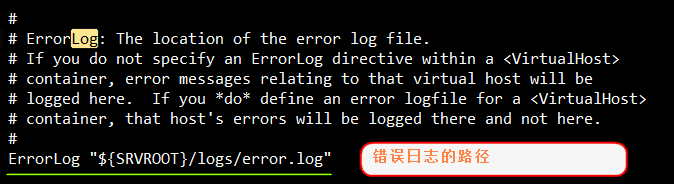 #
# ErrorLog: The location of the error log file.
# If you do not specify an ErrorLog directive within a <VirtualHost>
# container, error messages relating to that virtual host will be
# logged here.  If you *do* define an error logfile for a <VirtualHost>
# container, that host's errors will be logged there and not here.
#
ErrorLog "${SRVROOT}/logs/error.log"
错误日志的路径